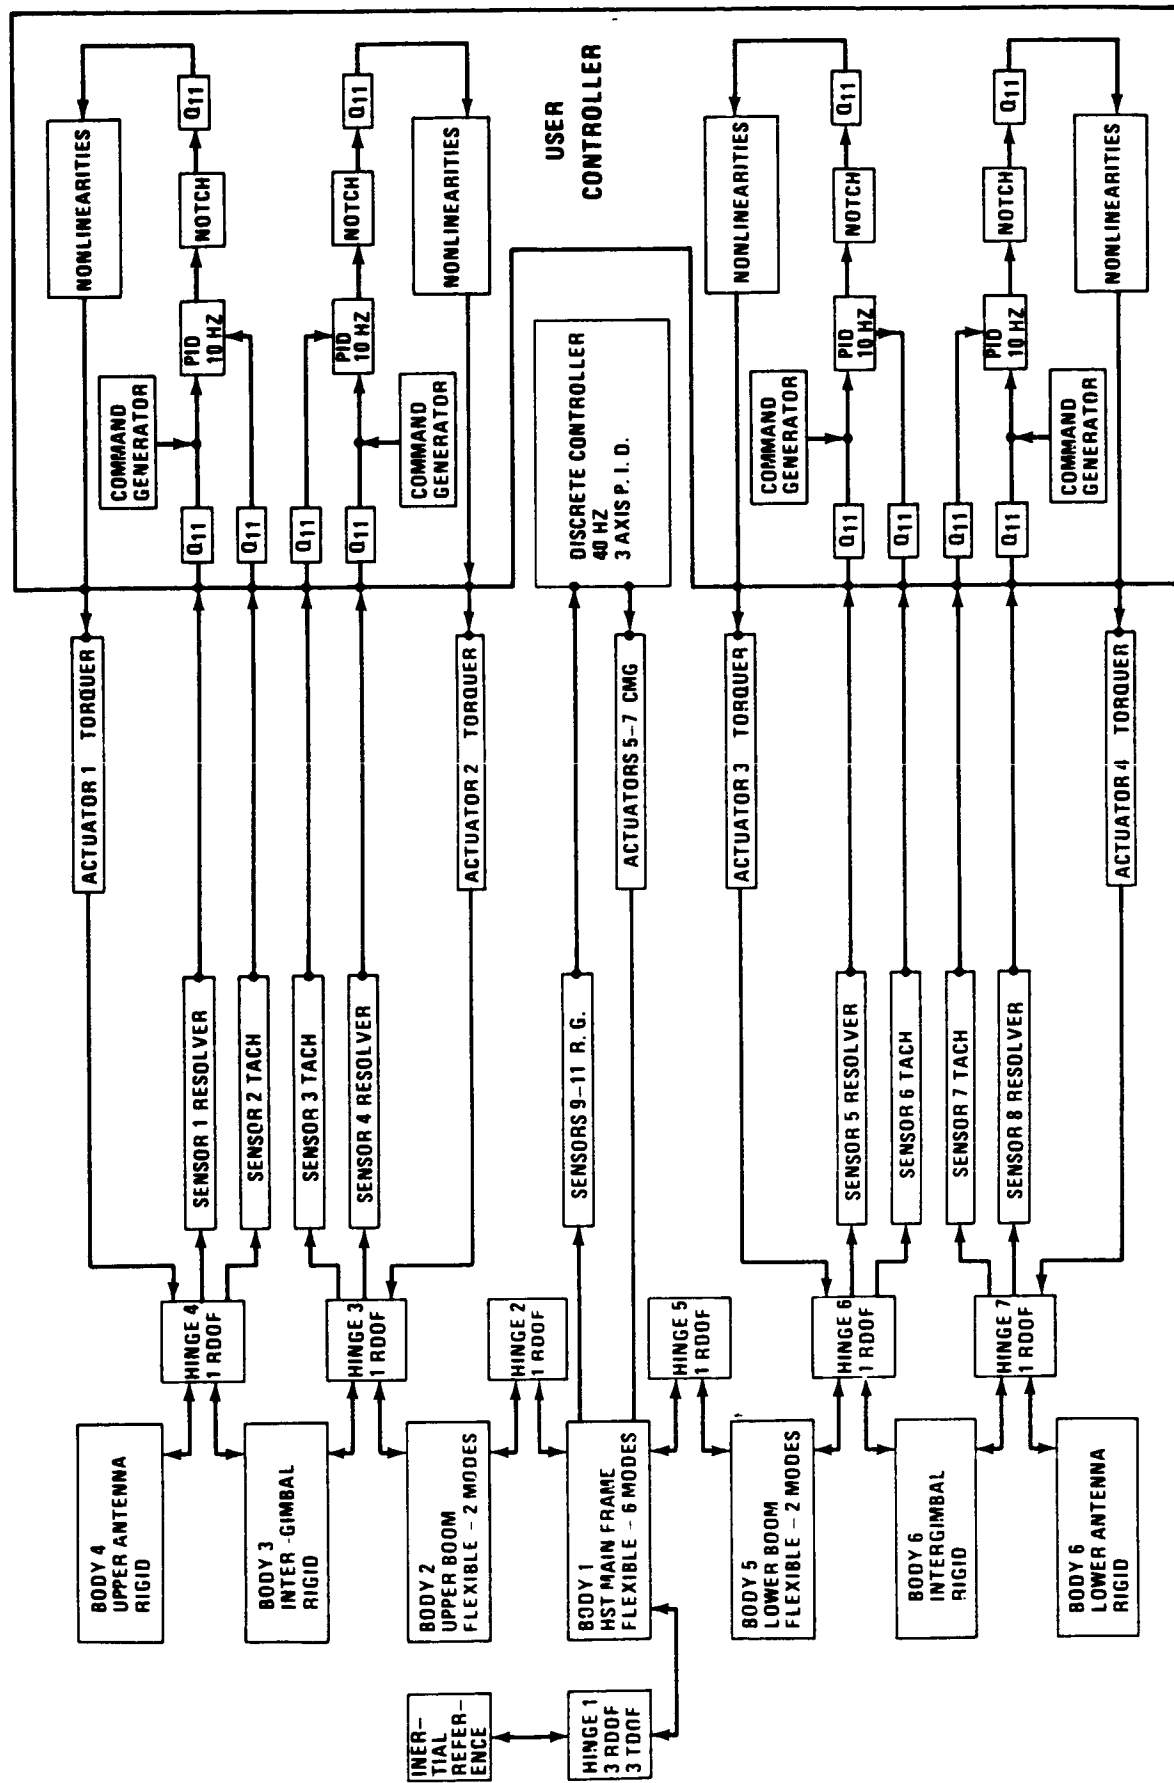 INER-
TIAL
REFER-
ENCE
HINGE 1
3 RDOF
3 TDOF
BODY 4
UPPER ANTENNA
RIGID
BODY 3
INTER-GIMBAL
RIGID
BODY 2
UPPER BOOM
FLEXIBLE – 2 MODES
BODY 1
HST MAIN FRAME
FLEXIBLE – 6 MODES
BODY 5
LOWER BOOM
FLEXIBLE – 2 MODES
BODY 6
INTERGIMBAL
RIGID
BODY 6
LOWER ANTENNA
RIGID
HINGE 4
1 RDOF
HINGE 3
1 RDOF
HINGE 2
1 RDOF
HINGE 5
1 RDOF
HINGE 6
1 RDOF
HINGE 7
1 RDOF
SENSOR 1 RESOLVER
SENSOR 2 TACH
SENSOR 3 TACH
SENSOR 4 RESOLVER
SENSORS 9–11 R. G.
SENSOR 5 RESOLVER
SENSOR 6 TACH
SENSOR 7 TACH
SENSOR 8 RESOLVER
ACTUATOR 1 TORQUER
ACTUATOR 2 TORQUER
ACTUATORS 5–7 CMG
ACTUATOR 3 TORQUER
ACTUATOR 4 TORQUER
Q11
Q11
Q11
Q11
COMMAND
GENERATOR
COMMAND
GENERATOR
PID
10 HZ
PID
10 HZ
NOTCH
NOTCH
Q11
Q11
NONLINEARITIES
NONLINEARITIES
DISCRETE CONTROLLER
40 HZ
3 AXIS P. I. D.
USER
CONTROLLER
Q11
Q11
Q11
Q11
COMMAND
GENERATOR
COMMAND
GENERATOR
PID
10 HZ
PID
10 HZ
NOTCH
NOTCH
Q11
Q11
NONLINEARITIES
NONLINEARITIES